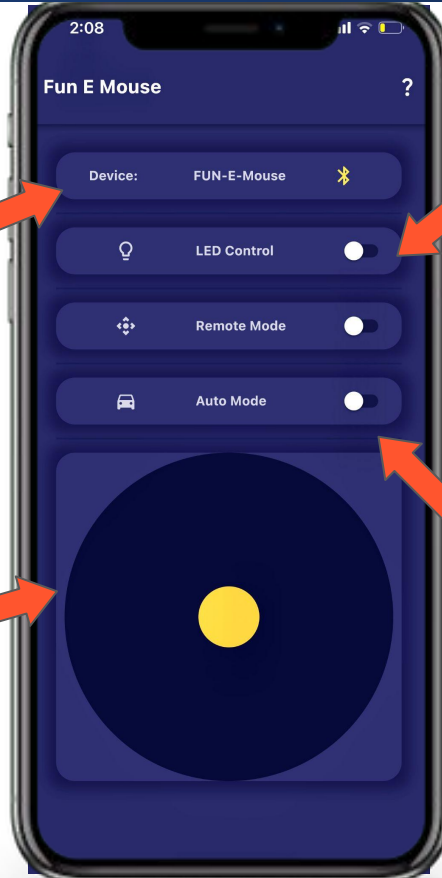 2:08
Fun E Mouse ?
Device: FUN-E-Mouse
LED Control
Remote Mode
Auto Mode